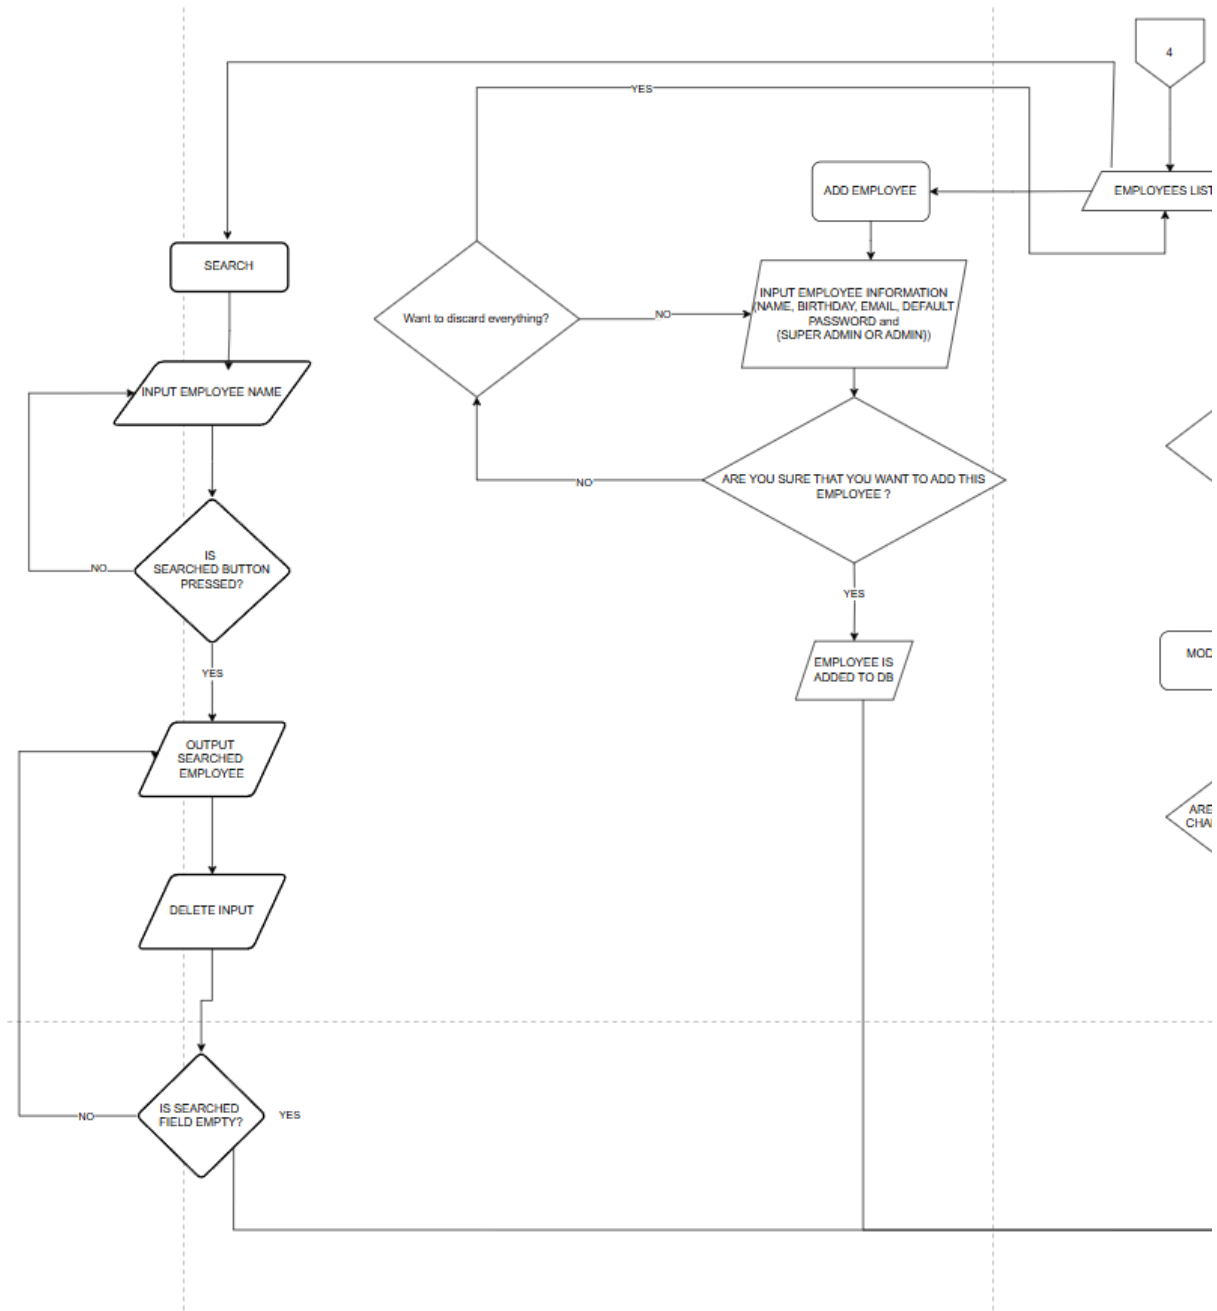 4
YES
ADD EMPLOYEE
EMPLOYEES LIST
SEARCH
INPUT EMPLOYEE INFORMATION
(NAME, BIRTHDAY, EMAIL, DEFAULT
PASSWORD and
(SUPER ADMIN OR ADMIN))
Want to discard everything?
NO
INPUT EMPLOYEE NAME
ARE YOU SURE THAT YOU WANT TO ADD THIS
EMPLOYEE ?
NO
IS
SEARCHED BUTTON
PRESSED?
NO
YES
YES
EMPLOYEE IS
ADDED TO DB
MOD
OUTPUT
SEARCHED
EMPLOYEE
ARE
CHA
DELETE INPUT
IS SEARCHED
FIELD EMPTY?
NO
YES